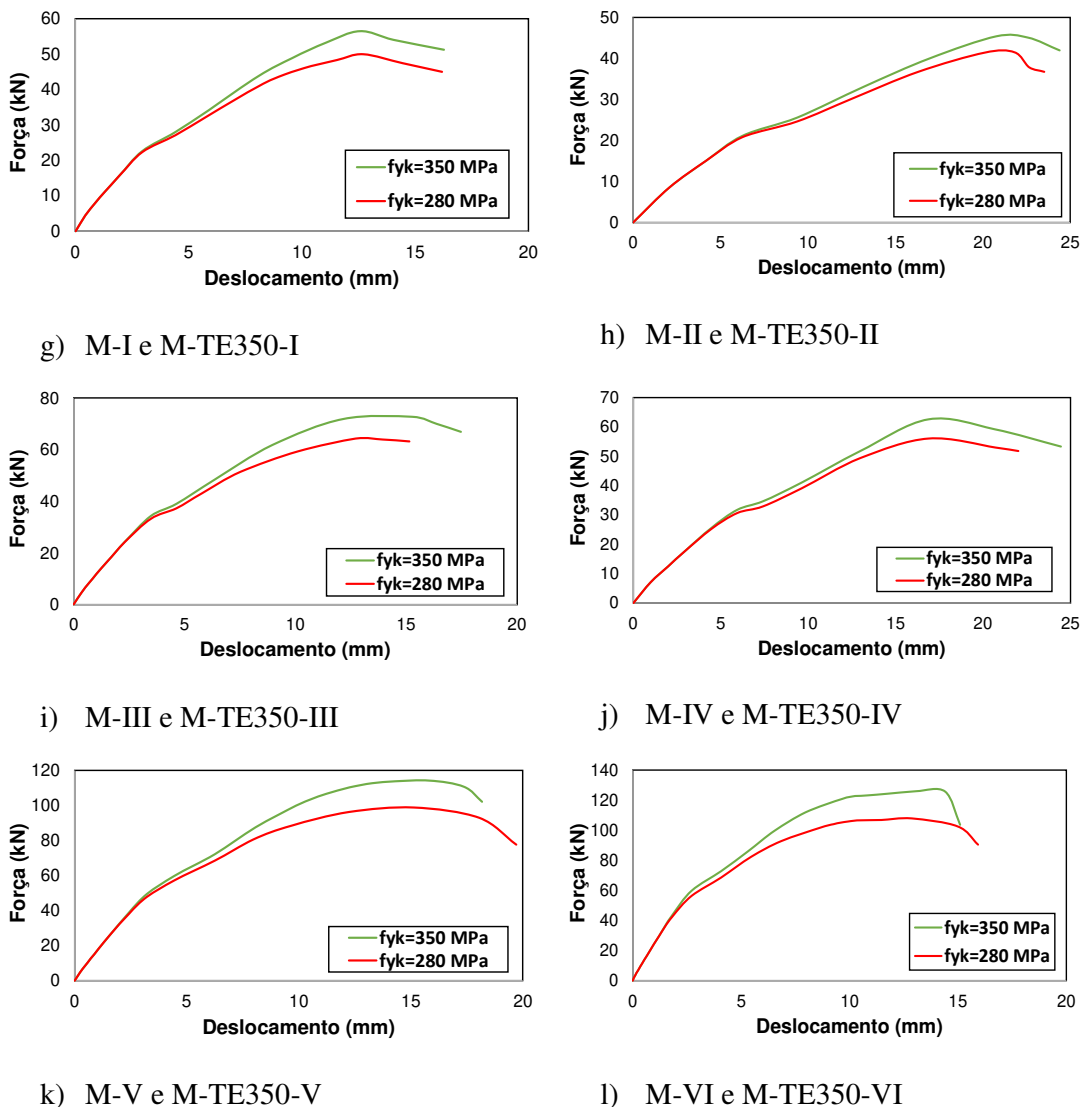 60
50
40
30
20
10
0
Força (kN)
fyk=350 MPa
fyk=280 MPa
0 5 10 15 20
Deslocamento (mm)
g) M-I e M-TE350-I
50
40
30
20
10
0
Força (kN)
fyk=350 MPa
fyk=280 MPa
0 5 10 15 20 25
Deslocamento (mm)
h) M-II e M-TE350-II
80
60
40
20
0
Força (kN)
fyk=350 MPa
fyk=280 MPa
0 5 10 15 20
Deslocamento (mm)
i) M-III e M-TE350-III
70
60
50
40
30
20
10
0
Força (kN)
fyk=350 MPa
fyk=280 MPa
0 5 10 15 20 25
Deslocamento (mm)
j) M-IV e M-TE350-IV
120
100
80
60
40
20
0
Força (kN)
fyk=350 MPa
fyk=280 MPa
0 5 10 15 20
Deslocamento (mm)
k) M-V e M-TE350-V
140
120
100
80
60
40
20
0
Força (kN)
fyk=350 MPa
fyk=280 MPa
0 5 10 15 20
Deslocamento (mm)
l) M-VI e M-TE350-VI